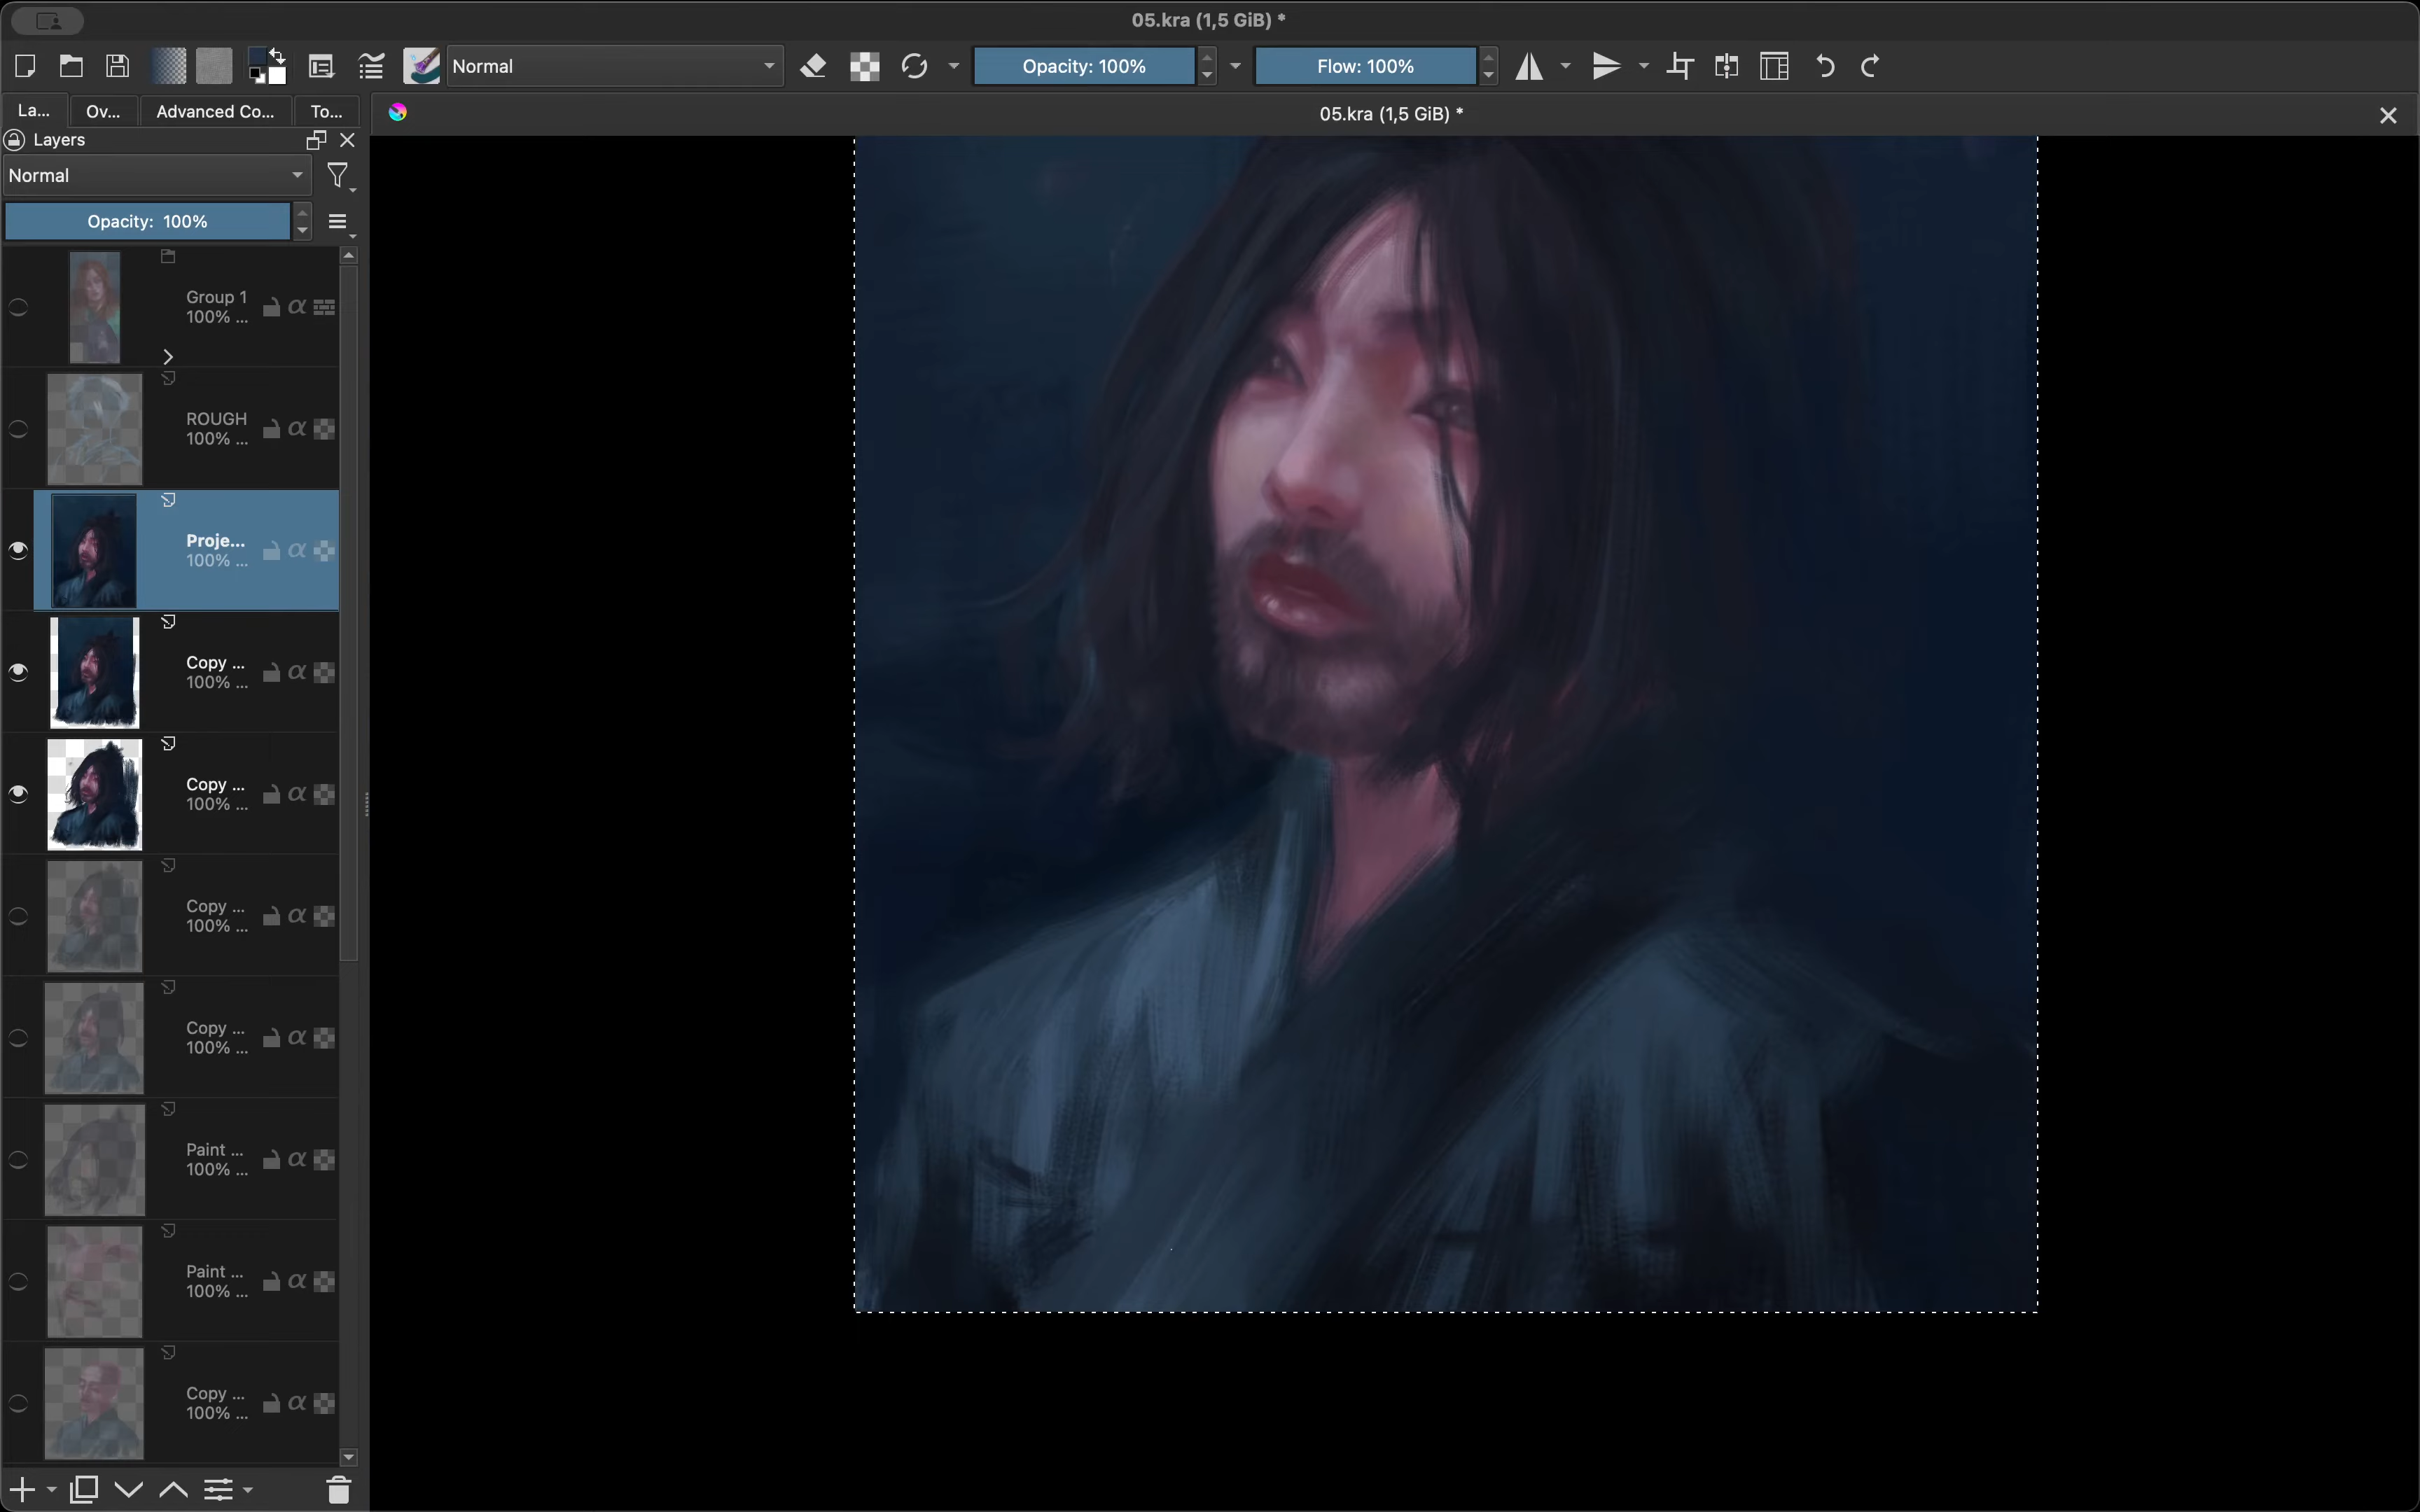 05.kra (1,5 GiB) *
Normal
Opacity: 100%
Flow: 100%
La...
Ov...
Advanced Co...
To...
05.kra (1,5 GiB) *
Layers
Normal
Opacity: 100%
Group 1
100% ...
ROUGH
100% ...
Proje...
100% ...
Copy ...
100% ...
Copy ...
100% ...
Copy ...
100% ...
Copy ...
100% ...
Paint ...
100% ...
Paint ...
100% ...
Copy ...
100% ...